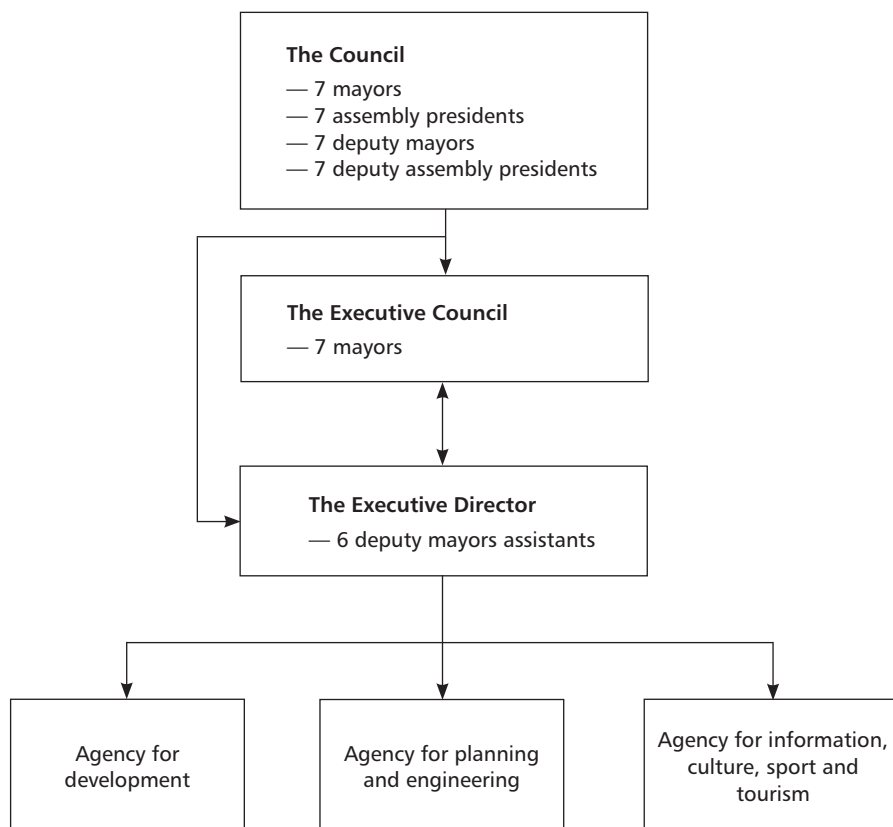 The Council
— 7 mayors
— 7 assembly presidents
— 7 deputy mayors
— 7 deputy assembly presidents
The Executive Council
— 7 mayors
The Executive Director
— 6 deputy mayors assistants
Agency for
development
Agency for planning
and engineering
Agency for information,
culture, sport and
tourism